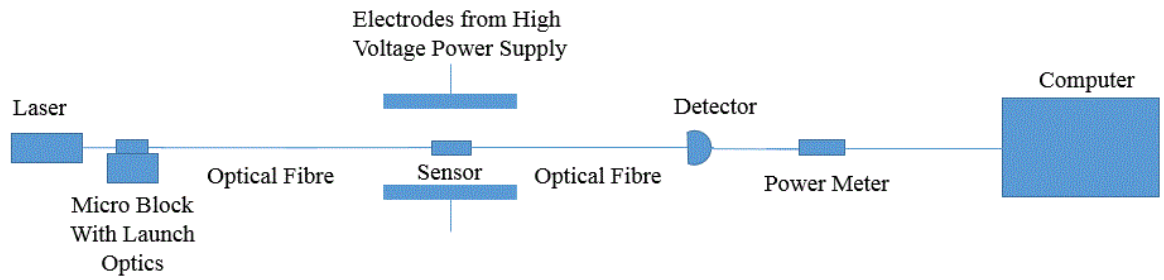 Electrodes from High
Voltage Power Supply
Laser
Detector
Computer
Optical Fibre
Sensor
Optical Fibre
Power Meter
Micro Block
With Launch
Optics